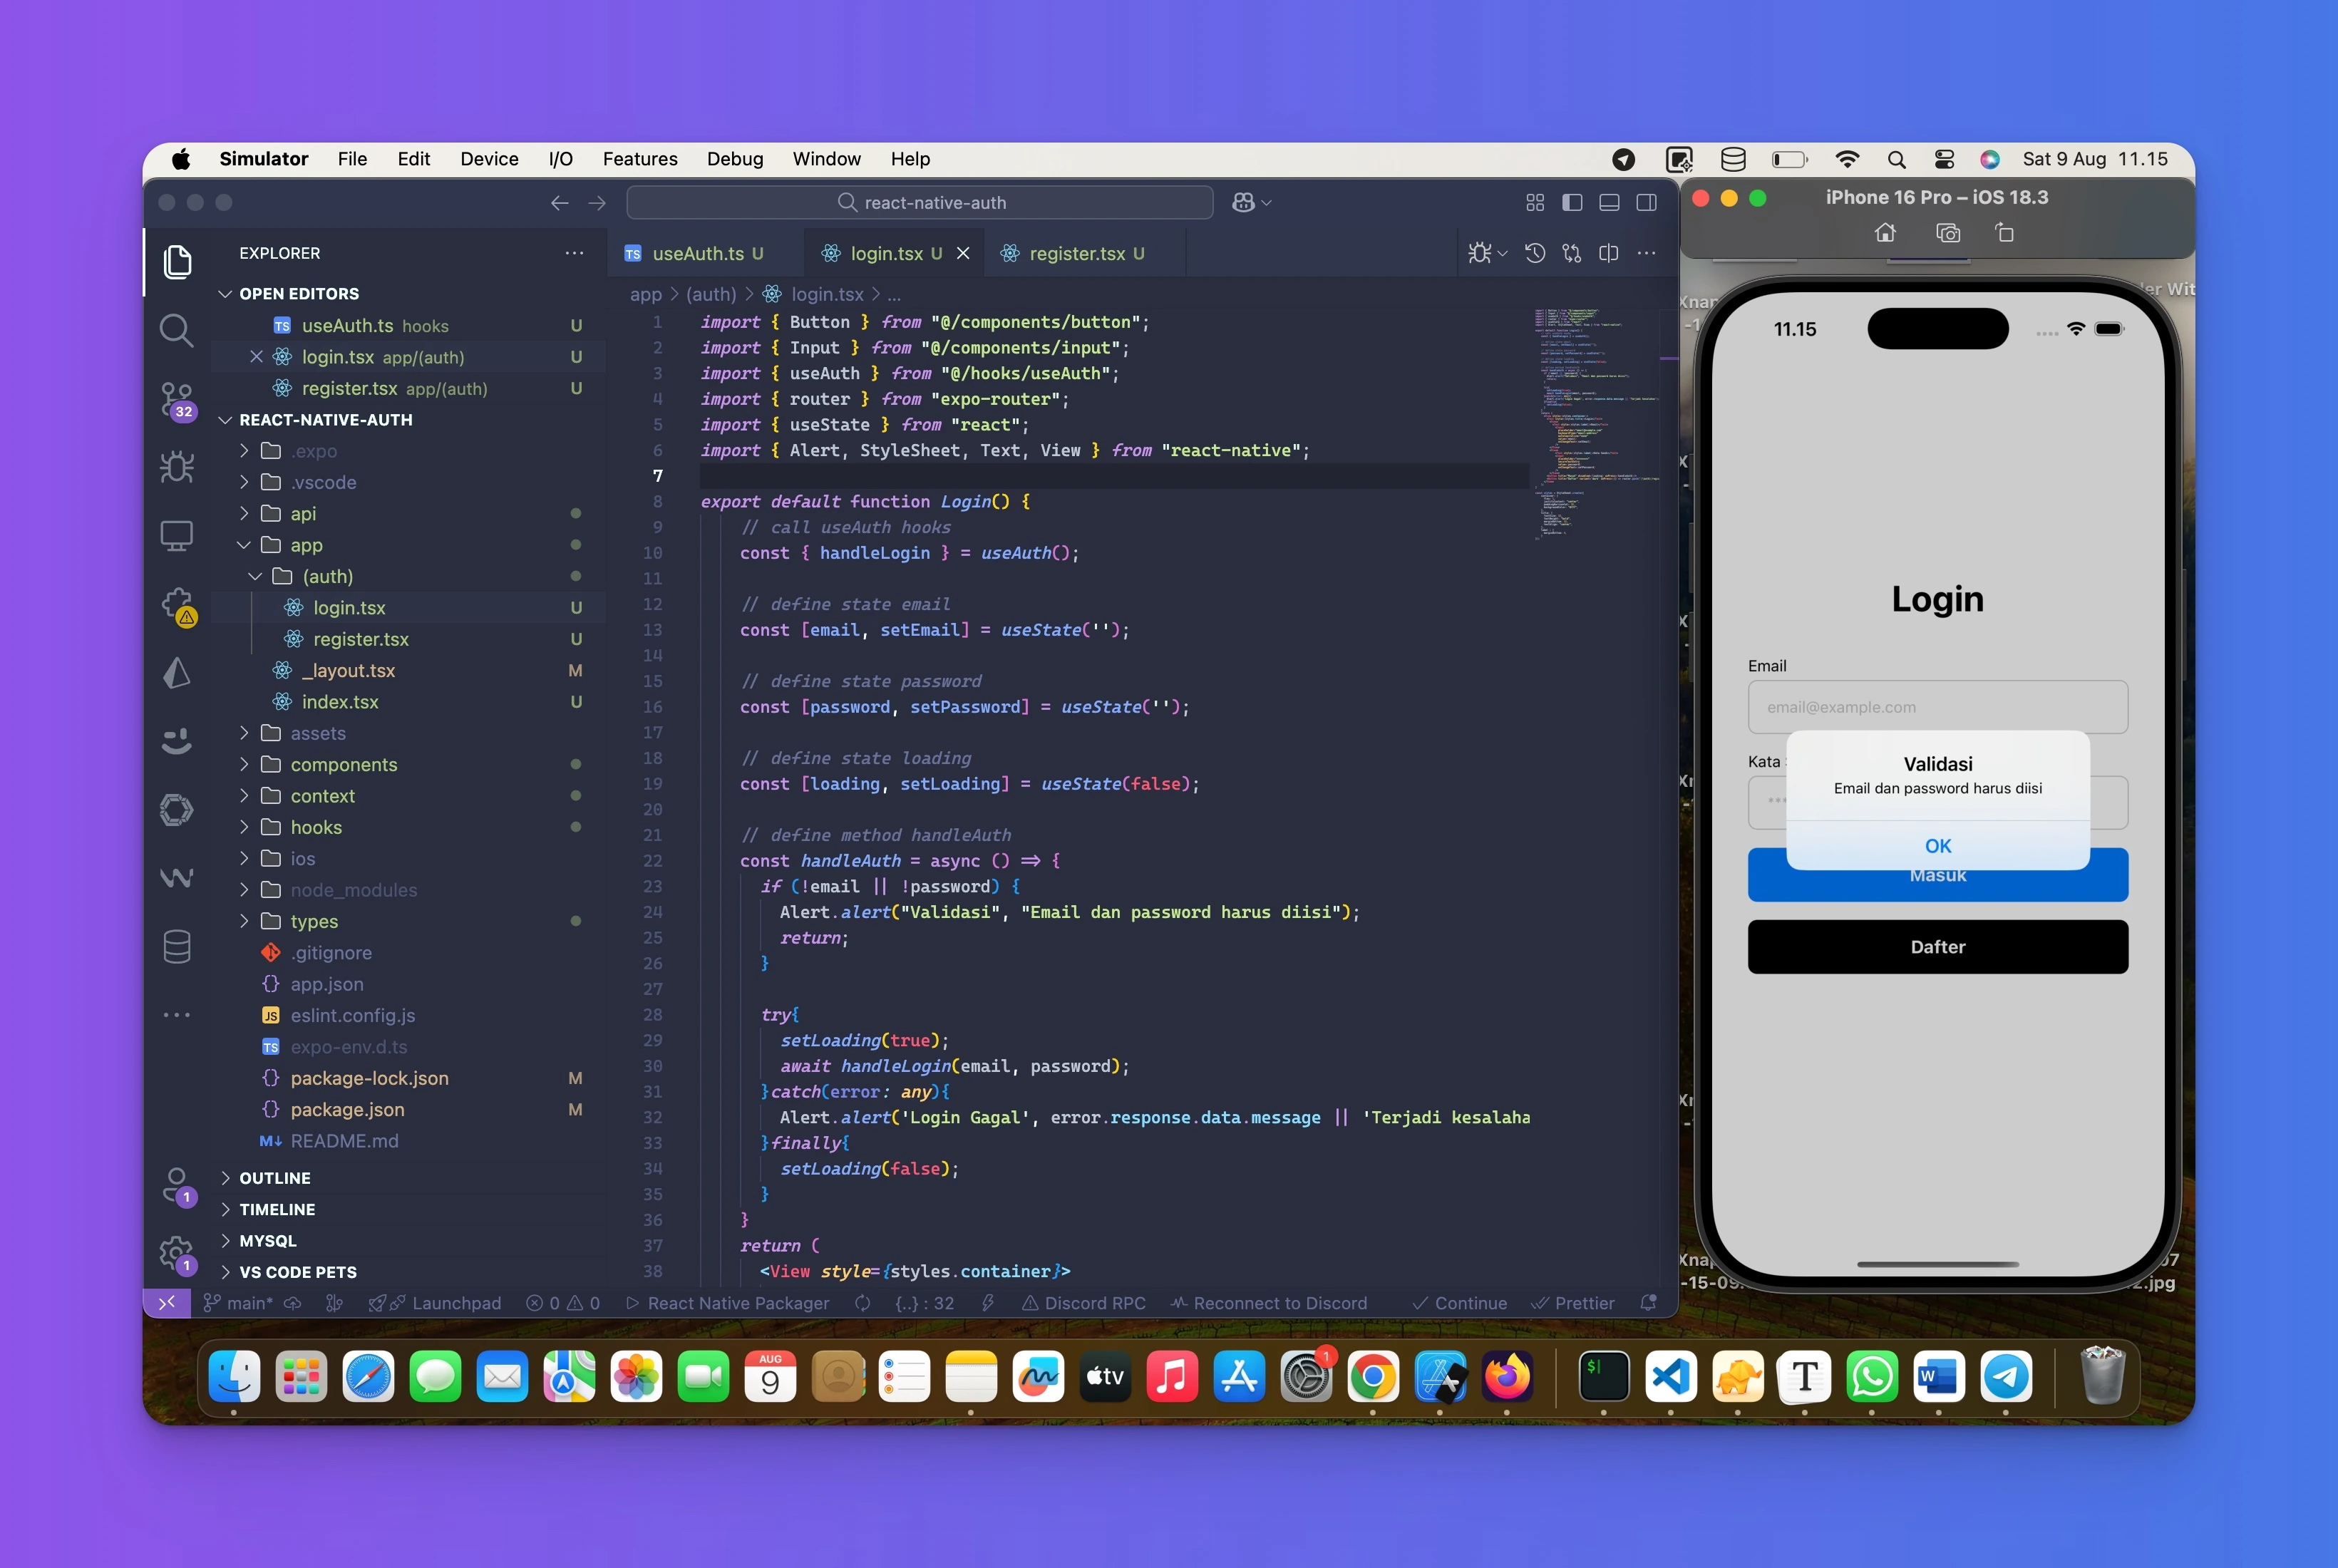 Simulator File Edit Device I/O Features Debug Window Help
Sat 9 Aug 11.15
react-native-auth
EXPLORER
OPEN EDITORS
TS useAuth.ts hooks U
login.tsx app/(auth) U
register.tsx app/(auth) U
32
REACT-NATIVE-AUTH
.expo
.vscode
api
app
(auth)
login.tsx U
register.tsx U
_layout.tsx M
index.tsx U
assets
components
context
hooks
ios
node_modules
types
.gitignore
{} app.json
JS eslint.config.js
TS expo-env.d.ts
{} package-lock.json M
{} package.json M
M↓ README.md
OUTLINE
TIMELINE
MYSQL
VS CODE PETS
1
1
TS useAuth.ts U
login.tsx U
register.tsx U
app > (auth) > login.tsx > ...
1 import { Button } from "@/components/button";
2 import { Input } from "@/components/input";
3 import { useAuth } from "@/hooks/useAuth";
4 import { router } from "expo-router";
5 import { useState } from "react";
6 import { Alert, StyleSheet, Text, View } from "react-native";
7
8 export default function Login() {
9 // call useAuth hooks
10 const { handleLogin } = useAuth();
11
12 // define state email
13 const [email, setEmail] = useState('');
14
15 // define state password
16 const [password, setPassword] = useState('');
17
18 // define state loading
19 const [loading, setLoading] = useState(false);
20
21 // define method handleAuth
22 const handleAuth = async () => {
23 if (!email || !password) {
24 Alert.alert("Validasi", "Email dan password harus diisi");
25 return;
26 }
27
28 try{
29 setLoading(true);
30 await handleLogin(email, password);
31 }catch(error: any){
32 Alert.alert('Login Gagal', error.response.data.message || 'Terjadi kesalaha
33 }finally{
34 setLoading(false);
35 }
36 }
37 return (
38 <View style={styles.container}>
main* Launchpad 0 0 React Native Packager {..} : 32 Discord RPC Reconnect to Discord Continue Prettier
iPhone 16 Pro – iOS 18.3
11.15
Login
Email
email@example.com
Kata
Validasi
Email dan password harus diisi
OK
Masuk
Dafter
-15-09.
2.jpg
AUG
9
tv
1
$
T
W